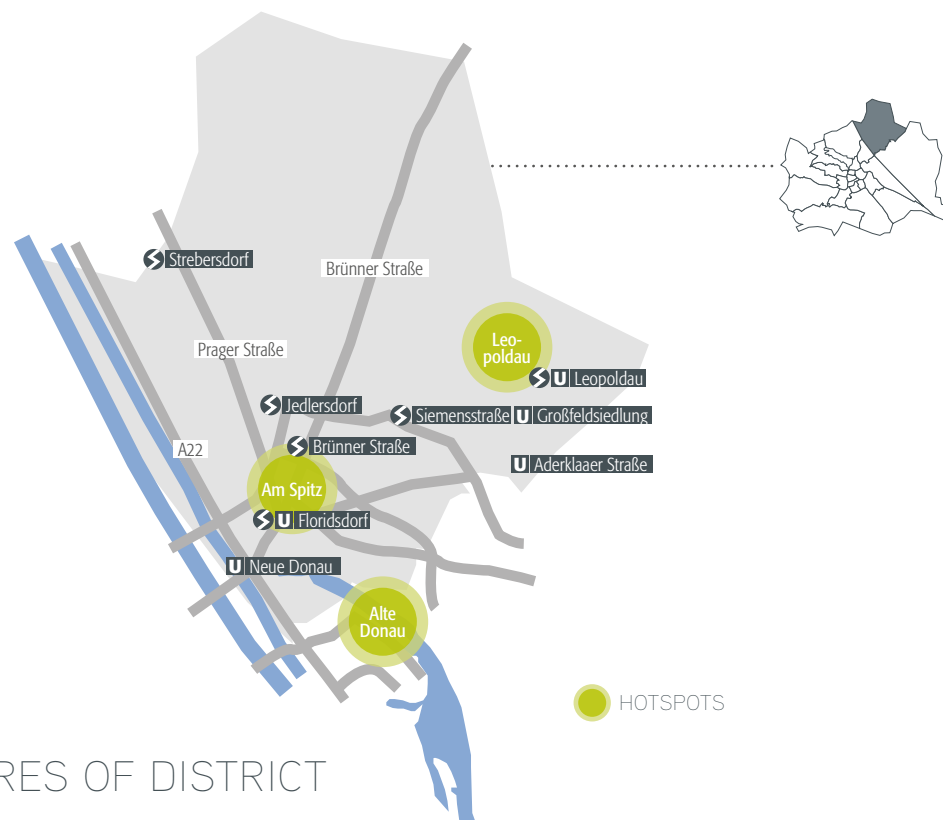 Strebersdorf
Brünner Straße
Prager Straße
Leo-
poldau
U Leopoldau
Jedlersdorf
Siemensstraße U Großfeldsiedlung
Brünner Straße
A22
U Aderklaaer Straße
Am Spitz
U Floridsdorf
U Neue Donau
Alte
Donau
HOTSPOTS
RES OF DISTRICT